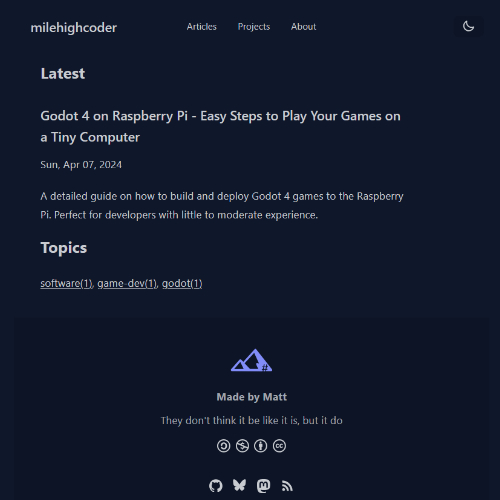 milehighcoder
Articles
Projects
About
Latest
Godot 4 on Raspberry Pi - Easy Steps to Play Your Games on
a Tiny Computer
Sun, Apr 07, 2024
A detailed guide on how to build and deploy Godot 4 games to the Raspberry
Pi. Perfect for developers with little to moderate experience.
Topics
software(1), game-dev(1), godot(1)
Made by Matt
They don't think it be like it is, but it do